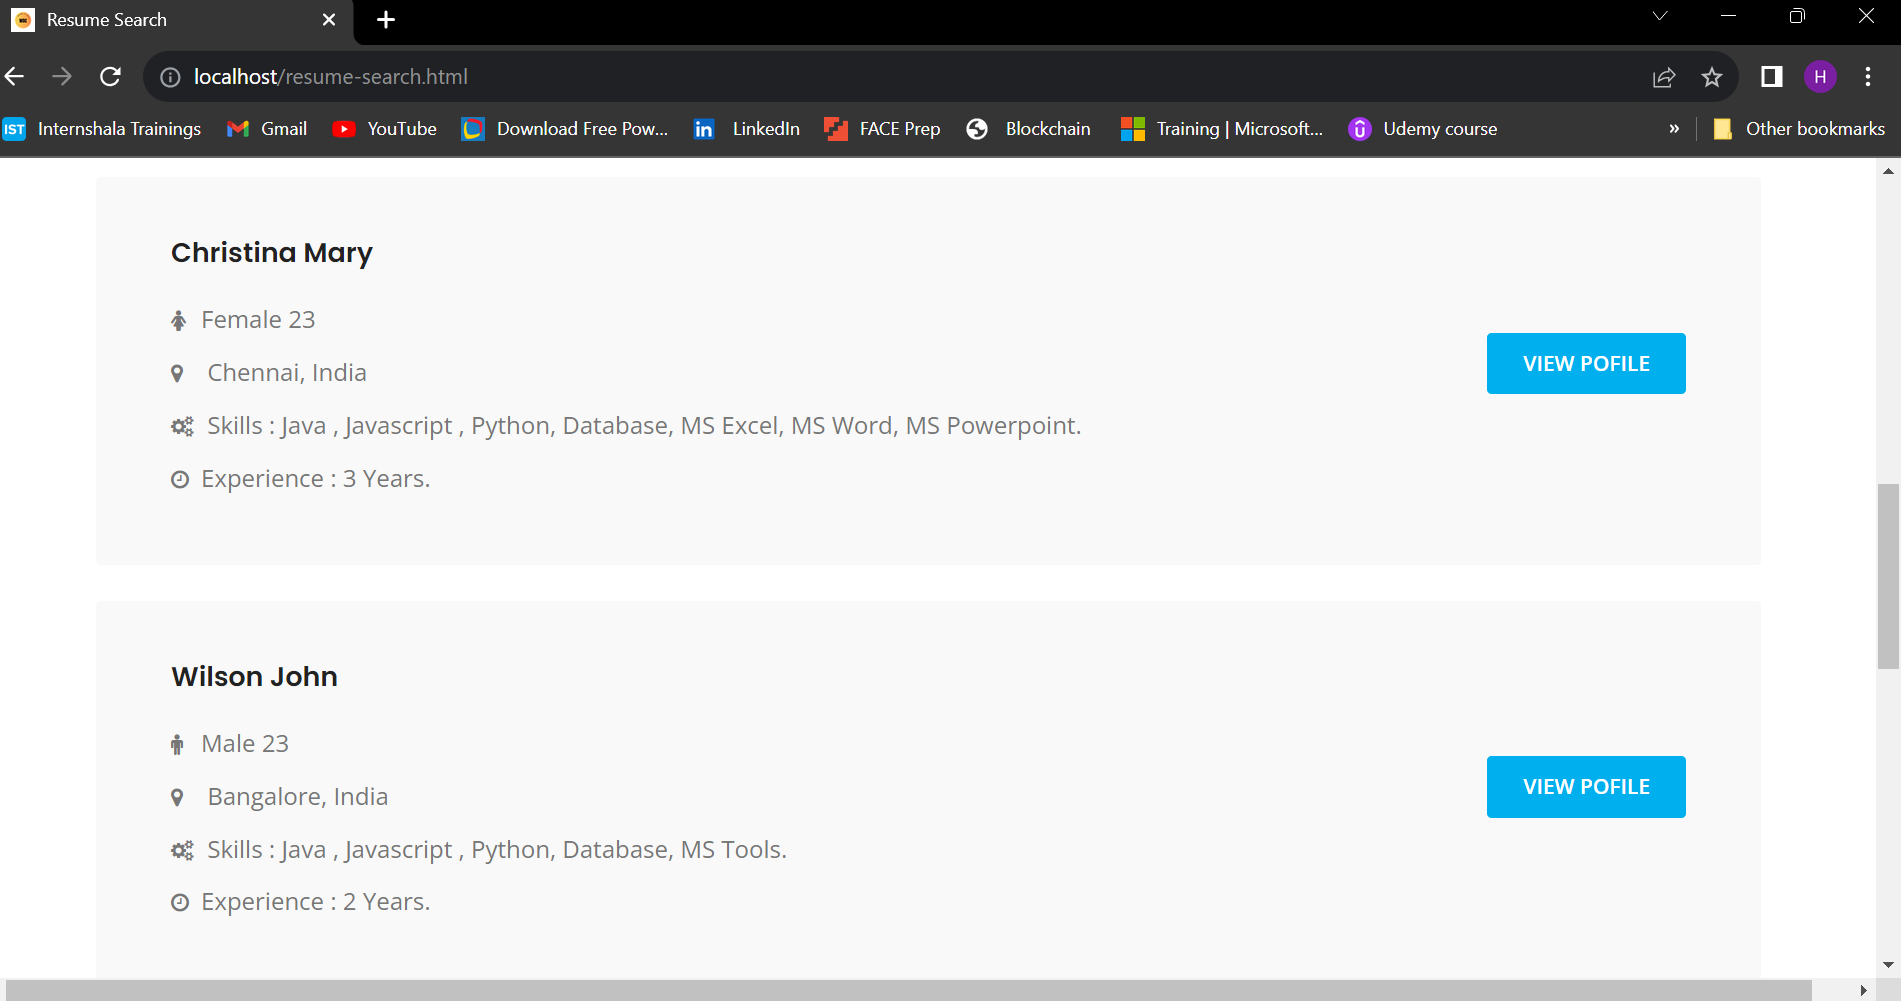 Resume Search
localhost/resume-search.html
H
IST Internshala Trainings Gmail YouTube Download Free Pow... in LinkedIn FACE Prep Blockchain Training | Microsoft... Udemy course » Other bookmarks
Christina Mary
Female 23
Chennai, India
Skills : Java , Javascript , Python, Database, MS Excel, MS Word, MS Powerpoint.
Experience : 3 Years.
VIEW POFILE
Wilson John
Male 23
Bangalore, India
Skills : Java , Javascript , Python, Database, MS Tools.
Experience : 2 Years.
VIEW POFILE